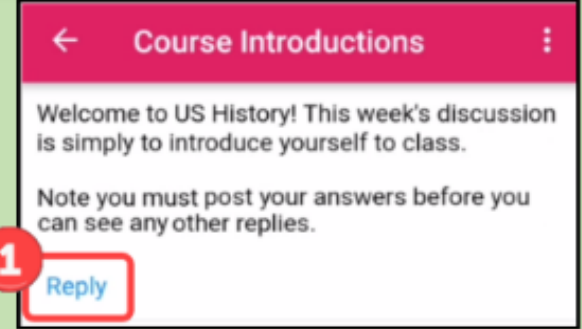 Course Introductions
Welcome to US History! This week's discussion
is simply to introduce yourself to class.
Note you must post your answers before you
can see any other replies.
1
Reply